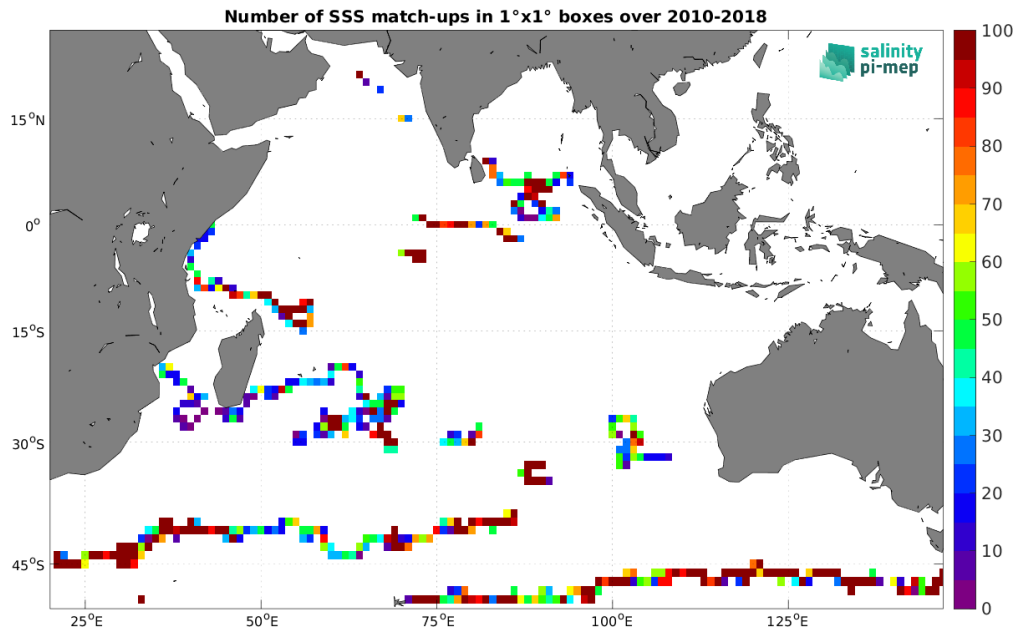 Number of SSS match-ups in 1°x1° boxes over 2010-2018
salinity
pi-mep
15°N
0°
15°S
30°S
45°S
25°E
50°E
75°E
100°E
125°E
100
90
80
70
60
50
40
30
20
10
0